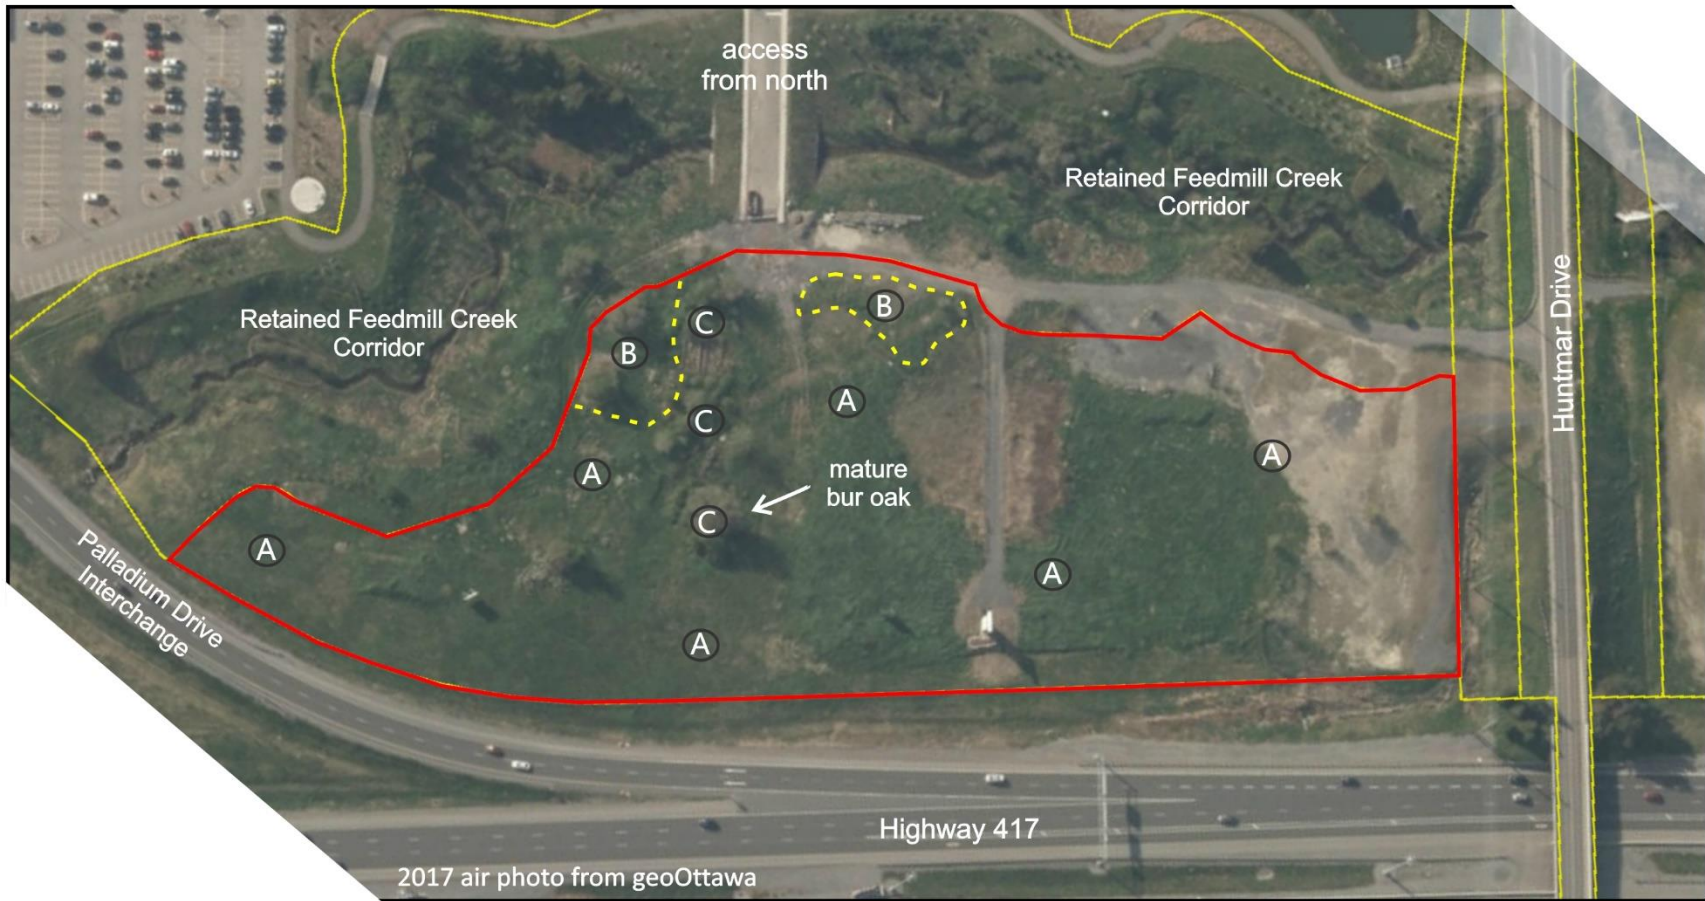 access
from north
Retained Feedmill Creek
Corridor
Retained Feedmill Creek
Corridor
Huntmar Drive
B
C
B
C
A
A
mature
bur oak
A
C
A
A
A
Palladium Drive
Interchange
Highway 417
2017 air photo from geoOttawa